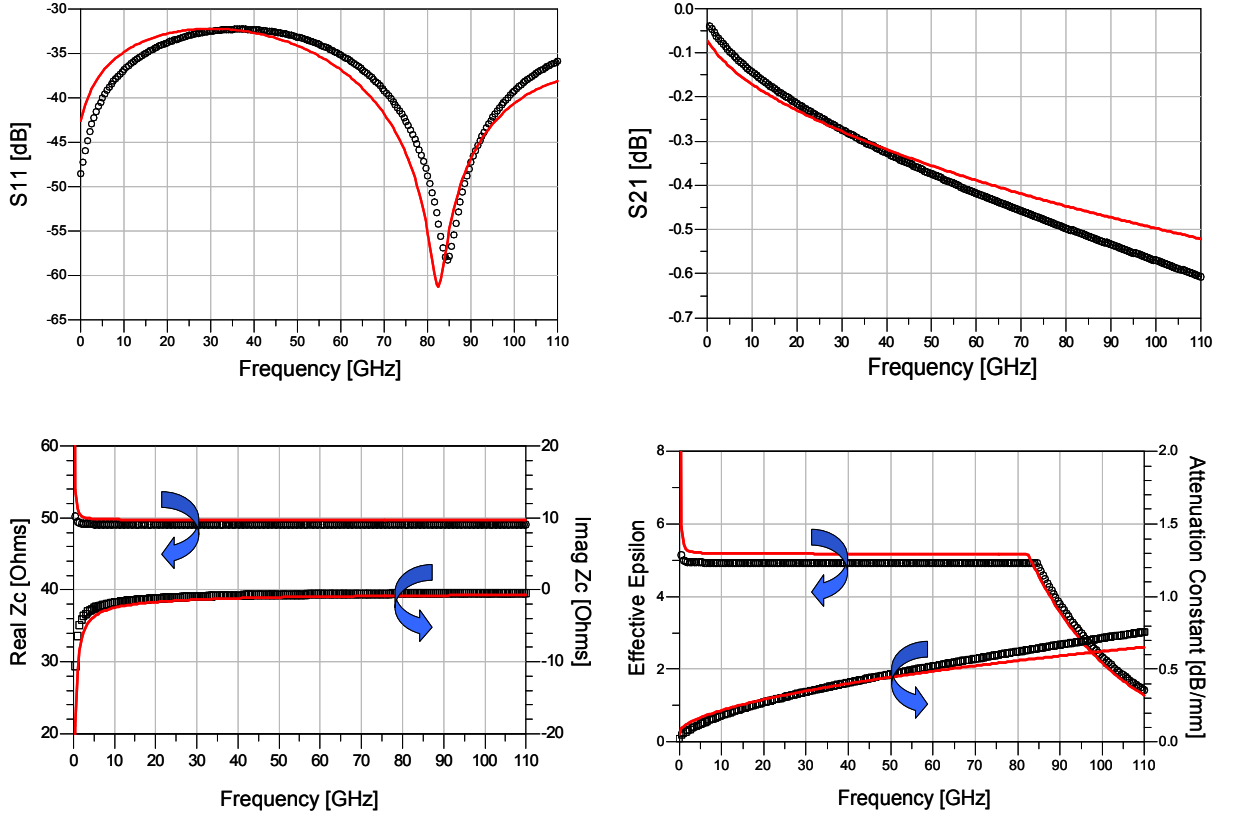 S11 [dB]
-30
-35
-40
-45
-50
-55
-60
-65
0 10 20 30 40 50 60 70 80 90 100 110
Frequency [GHz]
S21 [dB]
0.0
-0.1
-0.2
-0.3
-0.4
-0.5
-0.6
-0.7
0 10 20 30 40 50 60 70 80 90 100 110
Frequency [GHz]
Real Zc [Ohms]
60
50
40
30
20
20
10
0
-10
-20
Imag Zc [Ohms]
0 10 20 30 40 50 60 70 80 90 100 110
Frequency [GHz]
Effective Epsilon
8
6
4
2
0
2.0
1.5
1.0
0.5
0.0
Attenuation Constant [dB/mm]
0 10 20 30 40 50 60 70 80 90 100 110
Frequency [GHz]